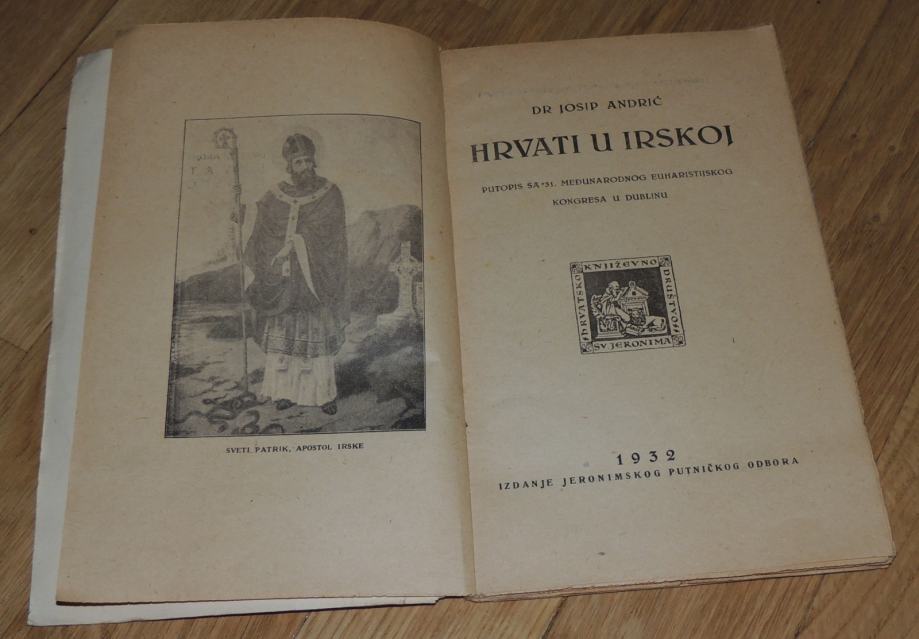 SVETI PATRIK, APOSTOL IRSKE
DR JOSIP ANDRIĆ
HRVATI U IRSKOJ
PUTOPIS SA 31. MEĐUNARODNOG EUHARISTIJSKOG
KONGRESA U DUBLINU
HRVATSKO
KNJIŽEVNO
DRUŠTVO
SV. JERONIMA
1932
IZDANJE JERONIMSKOG PUTNIČKOG ODBORA